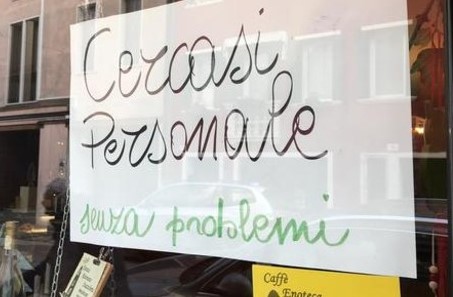 Cercasi
Personale
senza problemi
Caffè
Enoteca